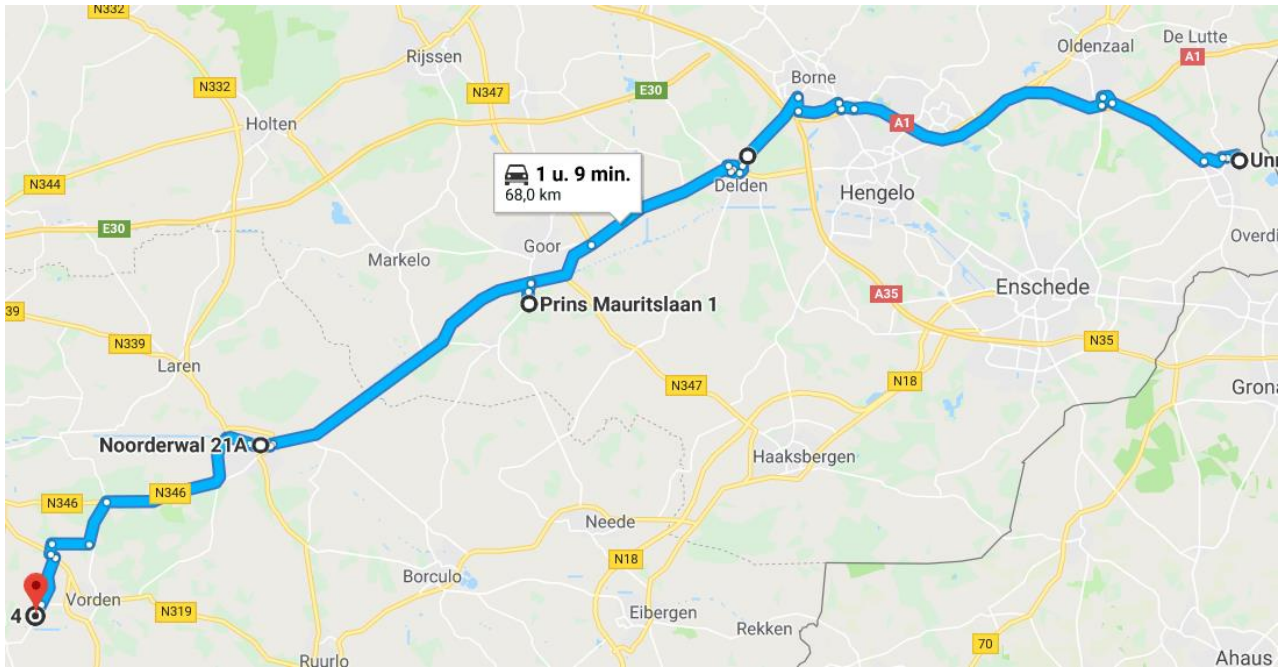 N332
De Lutte
Oldenzaal
A1
Rijssen
Borne
N332
N347
E30
Holten
A1
Unn
1 u. 9 min.
68,0 km
Delden
N344
Hengelo
E30
Goor
Overdi
Markelo
Enschede
A35
Prins Mauritslaan 1
39
N339
N35
Laren
N18
Grona
N347
Noorderwal 21A
Haaksbergen
N346
N346
Neede
N18
Borculo
Vorden
4
N319
Eibergen
Rekken
70
Ruurlo
Ahaus